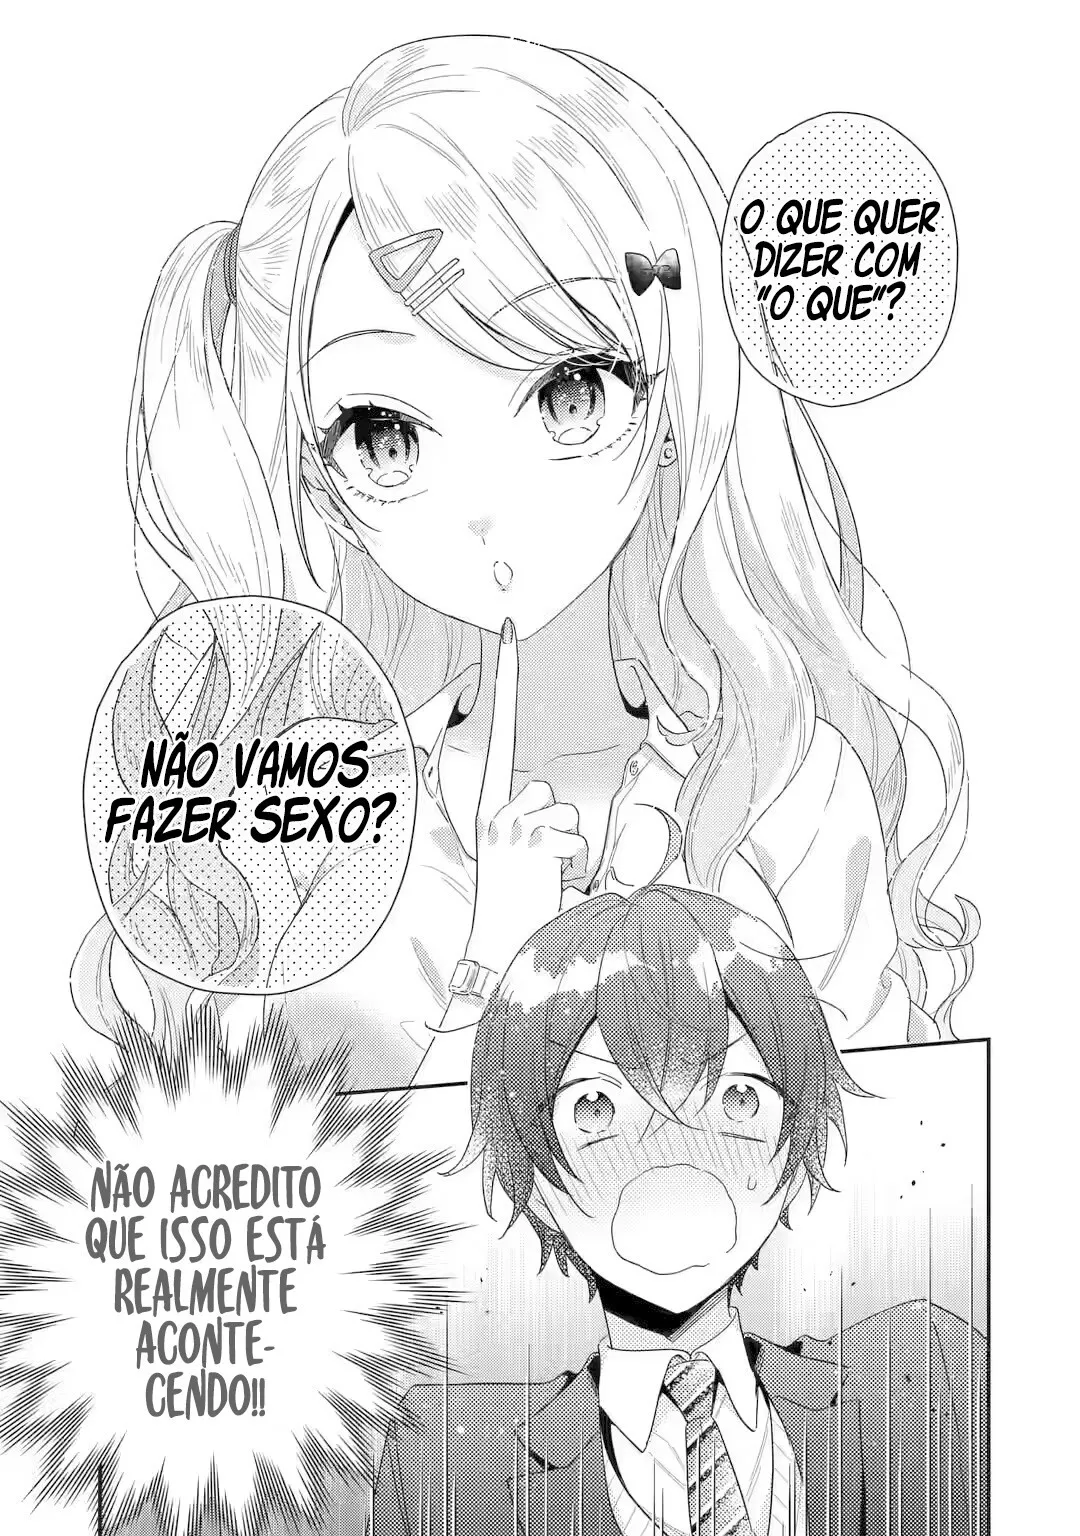 O QUE QUER
DIZER COM
"O QUE"?
NÃO VAMOS
FAZER SEXO?
NÃO ACREDITO
QUE ISSO ESTÁ
REALMENTE
ACONTE-
CENDO!!